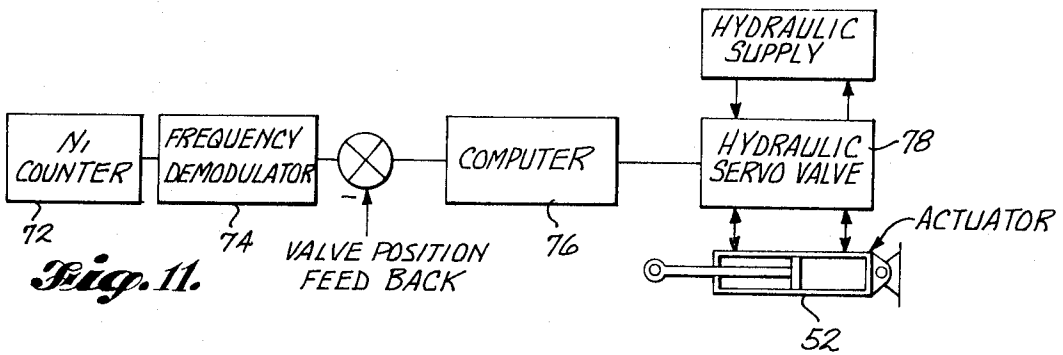 HYDRAULIC
SUPPLY
N1
COUNTER
72
FREQUENCY
DEMODULATOR
74
-
VALVE POSITION
FEED BACK
COMPUTER
76
HYDRAULIC
SERVO VALVE
78
ACTUATOR
52
Fig. 11.